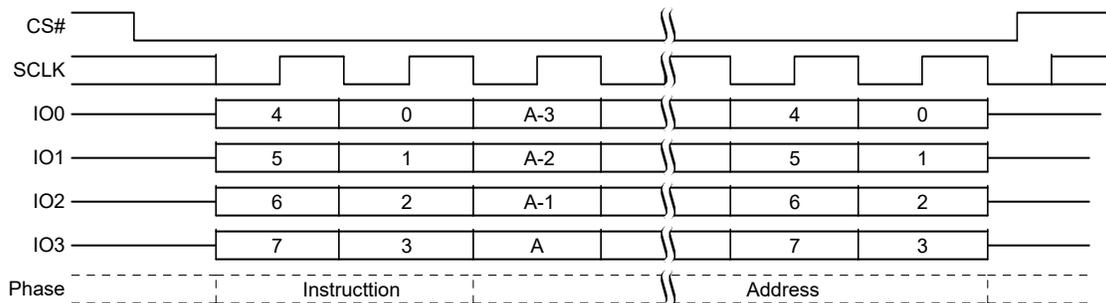 CS#
SCLK
IO0 4 0 A-3 4 0
IO1 5 1 A-2 5 1
IO2 6 2 A-1 6 2
IO3 7 3 A 7 3
Phase Instructtion Address